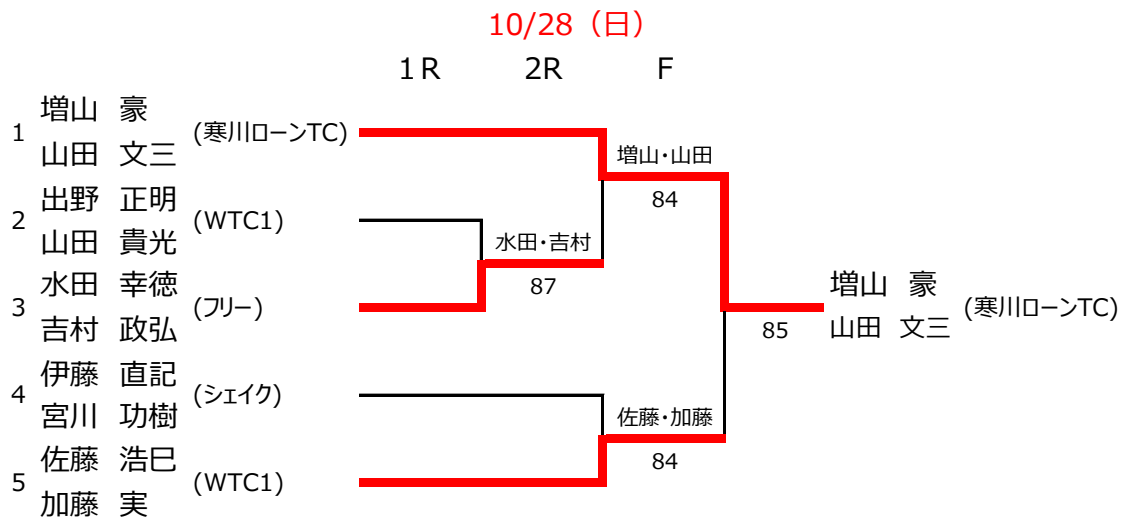 10/28（日）
1R 2R F
1 増山 豪 (寒川ローンTC)
山田 文三
増山・山田
84
2 出野 正明 (WTC1)
山田 貴光
水田・吉村
87
3 水田 幸徳 (フリー)
吉村 政弘
増山 豪 (寒川ローンTC)
山田 文三
85
4 伊藤 直記 (シェイク)
宮川 功樹
佐藤・加藤
84
5 佐藤 浩巳 (WTC1)
加藤 実